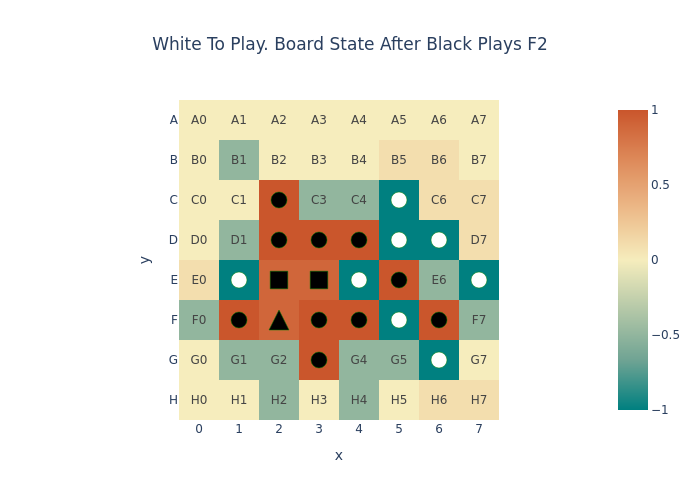 White To Play. Board State After Black Plays F2
A A0 A1 A2 A3 A4 A5 A6 A7
B B0 B1 B2 B3 B4 B5 B6 B7
C C0 C1 C3 C4 C6 C7
D D0 D1 D7
E E0 E6
F F0 F7
G G0 G1 G2 G4 G5 G7
H H0 H1 H2 H3 H4 H5 H6 H7
0 1 2 3 4 5 6 7
x
y
1
0.5
0
−0.5
−1